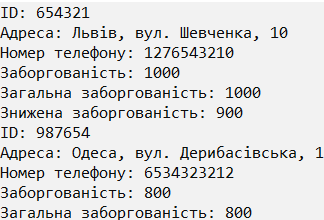 ID: 654321
Адреса: Львів, вул. Шевченка, 10
Номер телефону: 1276543210
Заборгованість: 1000
Загальна заборгованість: 1000
Знижена заборгованість: 900
ID: 987654
Адреса: Одеса, вул. Дерибасівська, 1
Номер телефону: 6534323212
Заборгованість: 800
Загальна заборгованість: 800